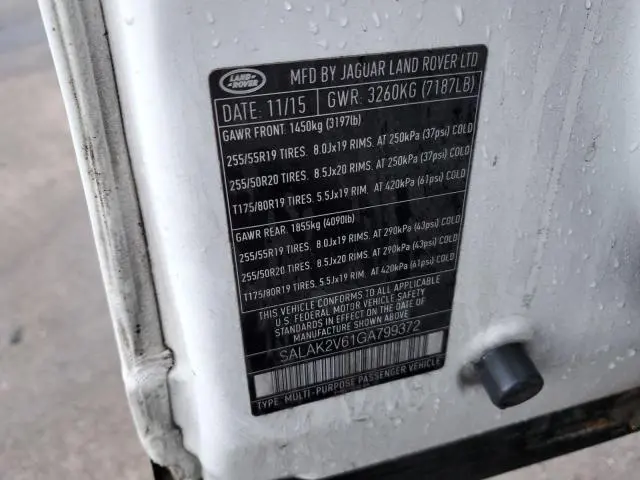 LAND-
ROVER
MFD BY JAGUAR LAND ROVER LTD
DATE: 11/15 GWR: 3260KG (7187LB)
GAWR FRONT: 1450kg (3197lb)
255/55R19 TIRES. 8.0Jx19 RIMS. AT 250kPa (37psi) COLD
255/50R20 TIRES. 8.5Jx20 RIMS. AT 250kPa (37psi) COLD
T175/80R19 TIRES. 5.5Jx19 RIM. AT 420kPa (61psi) COLD
GAWR REAR: 1855kg (4090lb)
255/55R19 TIRES. 8.0Jx19 RIMS. AT 290kPa (43psi) COLD
255/50R20 TIRES. 8.5Jx20 RIMS. AT 290kPa (43psi) COLD
T175/80R19 TIRES. 5.5Jx19 RIM. AT 420kPa (61psi) COLD
THIS VEHICLE CONFORMS TO ALL APPLICABLE
U.S. FEDERAL MOTOR VEHICLE SAFETY
STANDARDS IN EFFECT ON THE DATE OF
MANUFACTURE SHOWN ABOVE.
SALAK2V61GA799372
TYPE: MULTI-PURPOSE PASSENGER VEHICLE